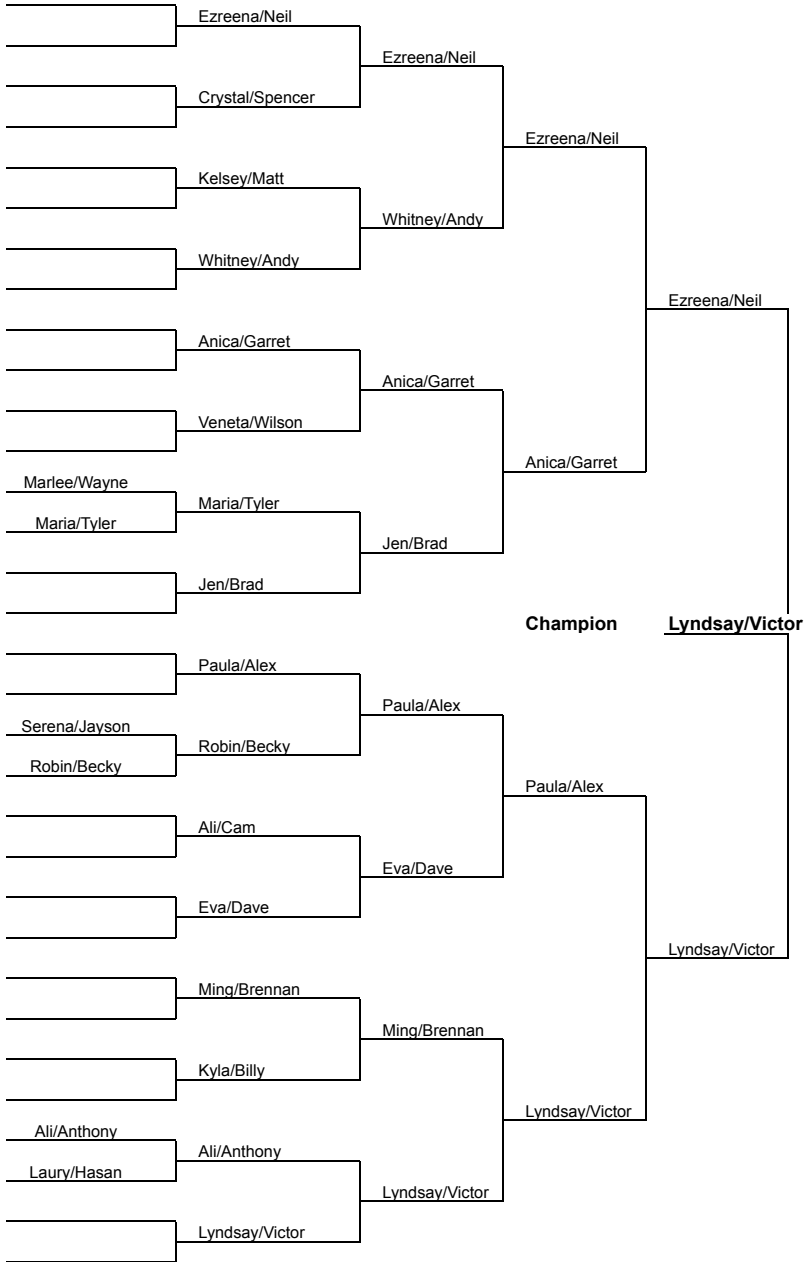 Ezreena/Neil
Ezreena/Neil
Crystal/Spencer
Ezreena/Neil
Kelsey/Matt
Whitney/Andy
Whitney/Andy
Ezreena/Neil
Anica/Garret
Anica/Garret
Veneta/Wilson
Anica/Garret
Marlee/Wayne
Maria/Tyler
Maria/Tyler
Jen/Brad
Jen/Brad
Champion Lyndsay/Victor
Paula/Alex
Paula/Alex
Serena/Jayson
Robin/Becky
Robin/Becky
Paula/Alex
Ali/Cam
Eva/Dave
Eva/Dave
Lyndsay/Victor
Ming/Brennan
Ming/Brennan
Kyla/Billy
Lyndsay/Victor
Ali/Anthony
Ali/Anthony
Laury/Hasan
Lyndsay/Victor
Lyndsay/Victor